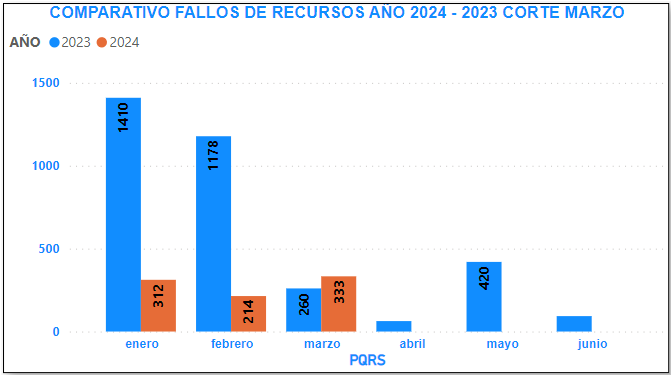 COMPARATIVO FALLOS DE RECURSOS AÑO 2024 - 2023 CORTE MARZO
AÑO 2023 2024
1500
1000
500
0
1410
312
1178
214
260
333
420
enero febrero marzo abril mayo junio
PQRS